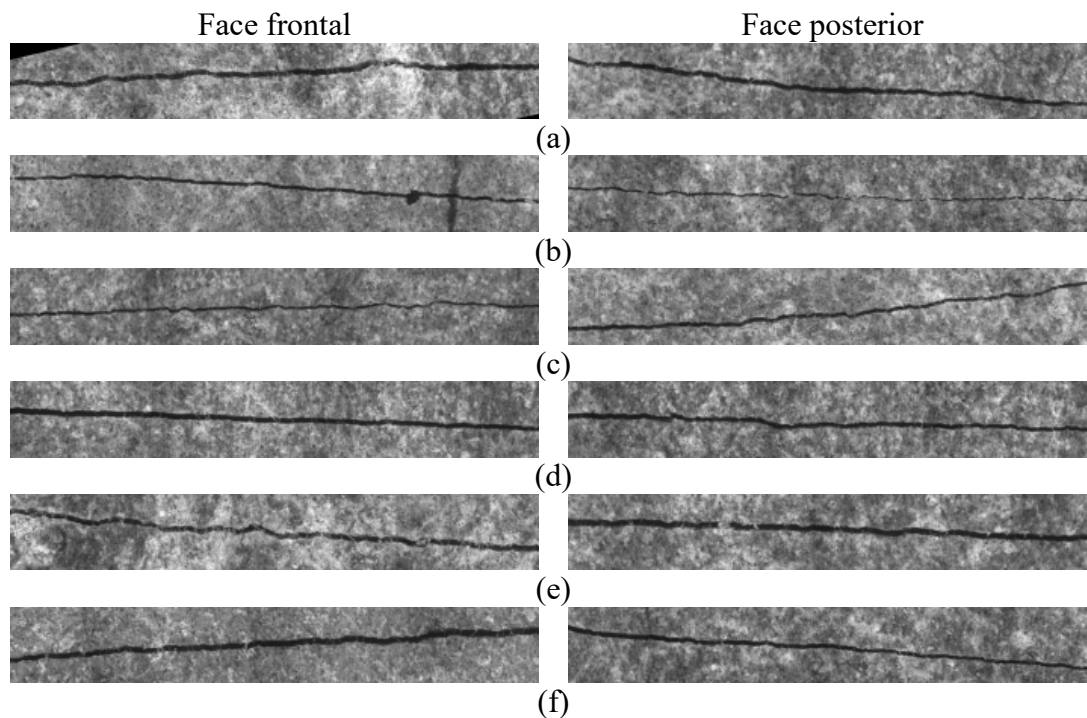 Face frontal Face posterior
(a)
(b)
(c)
(d)
(e)
(f)